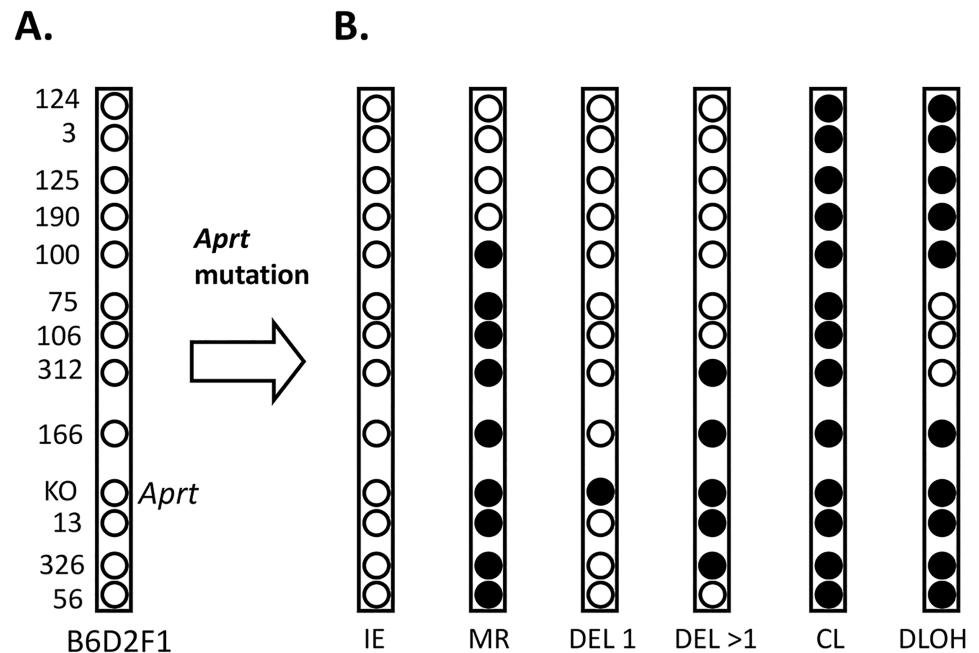 A.
B.
124
3
125
190
100
75
106
312
166
KO Aprt
13
326
56
B6D2F1
Aprt
mutation
IE MR DEL 1 DEL >1 CL DLOH